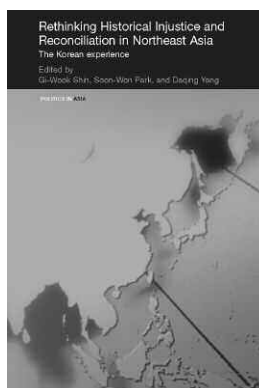 Rethinking Historical Injustice and
Reconciliation in Northeast Asia
The Korean experience
Edited by
Gi-Wook Shin, Soon-Won Park, and Daqing Yang
POLITICS IN ASIA